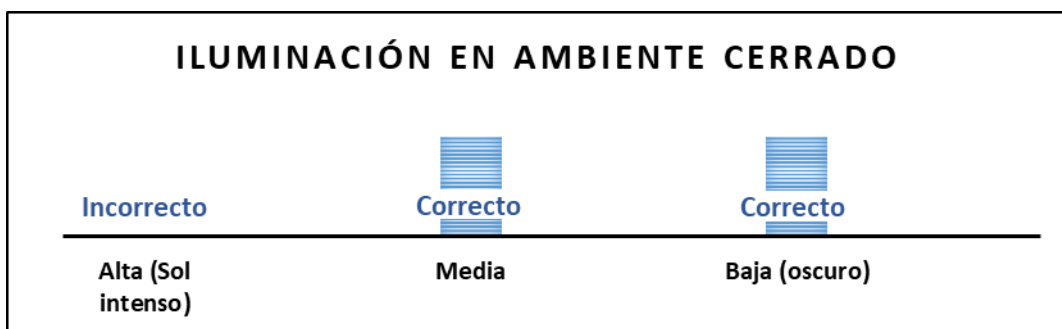 ILUMINACIÓN EN AMBIENTE CERRADO
Incorrecto
Correcto
Correcto
Alta (Sol
intenso)
Media
Baja (oscuro)